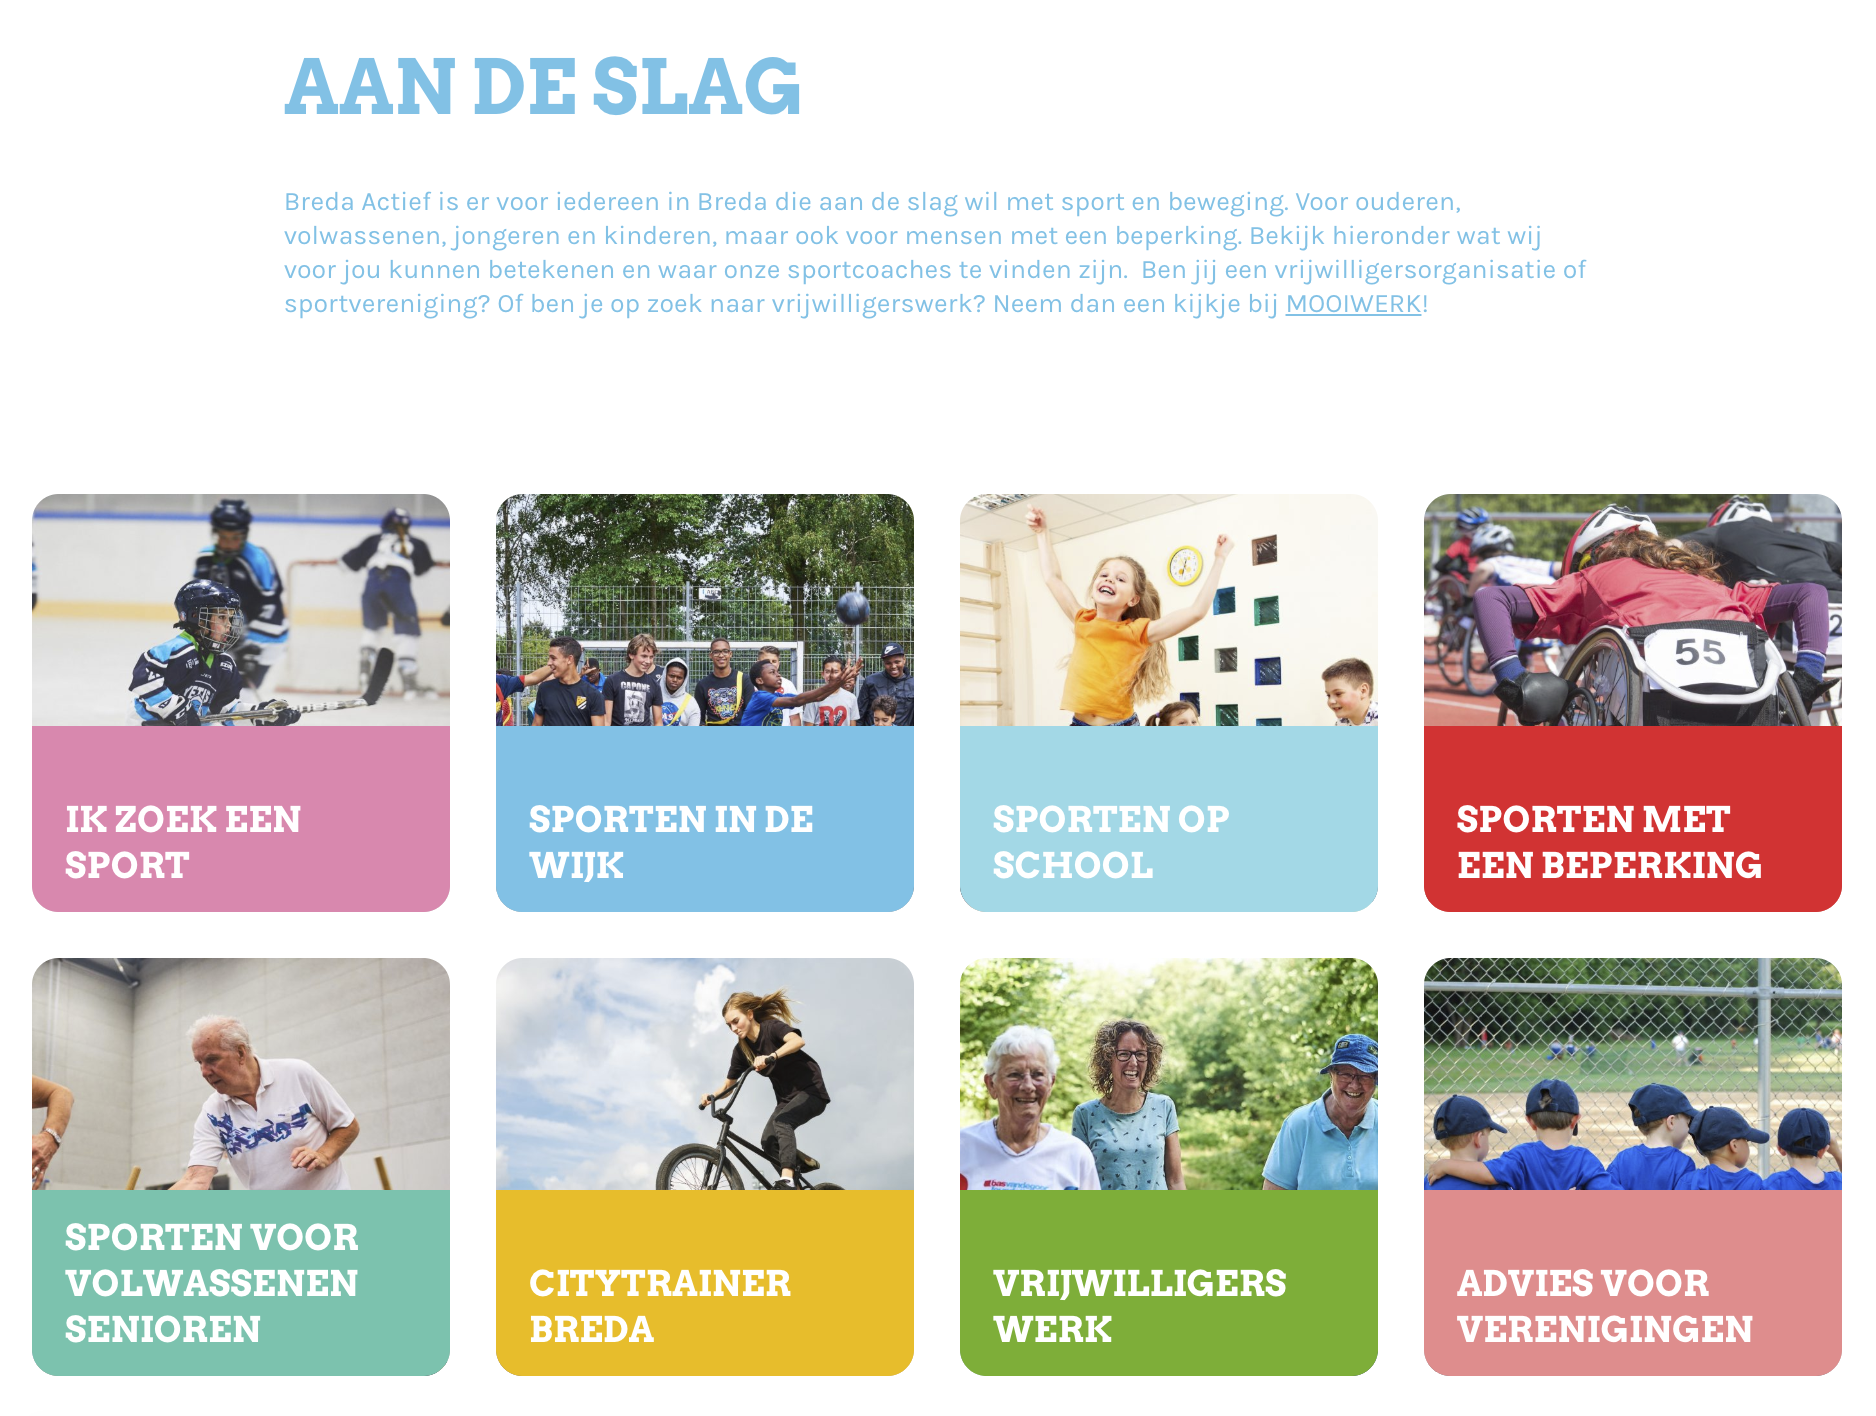 AAN DE SLAG
Breda Actief is er voor iedereen in Breda die aan de slag wil met sport en beweging. Voor ouderen,
volwassenen, jongeren en kinderen, maar ook voor mensen met een beperking. Bekijk hieronder wat wij
voor jou kunnen betekenen en waar onze sportcoaches te vinden zijn. Ben jij een vrijwilligersorganisatie of
sportvereniging? Of ben je op zoek naar vrijwilligerswerk? Neem dan een kijkje bij MOOIWERK!
CAPONE
55
2
IK ZOEK EEN
SPORT
SPORTEN IN DE
WIJK
SPORTEN OP
SCHOOL
SPORTEN MET
EEN BEPERKING
SPORTEN VOOR
VOLWASSENEN
SENIOREN
CITYTRAINER
BREDA
VRIJWILLIGERS
WERK
ADVIES VOOR
VERENIGINGEN